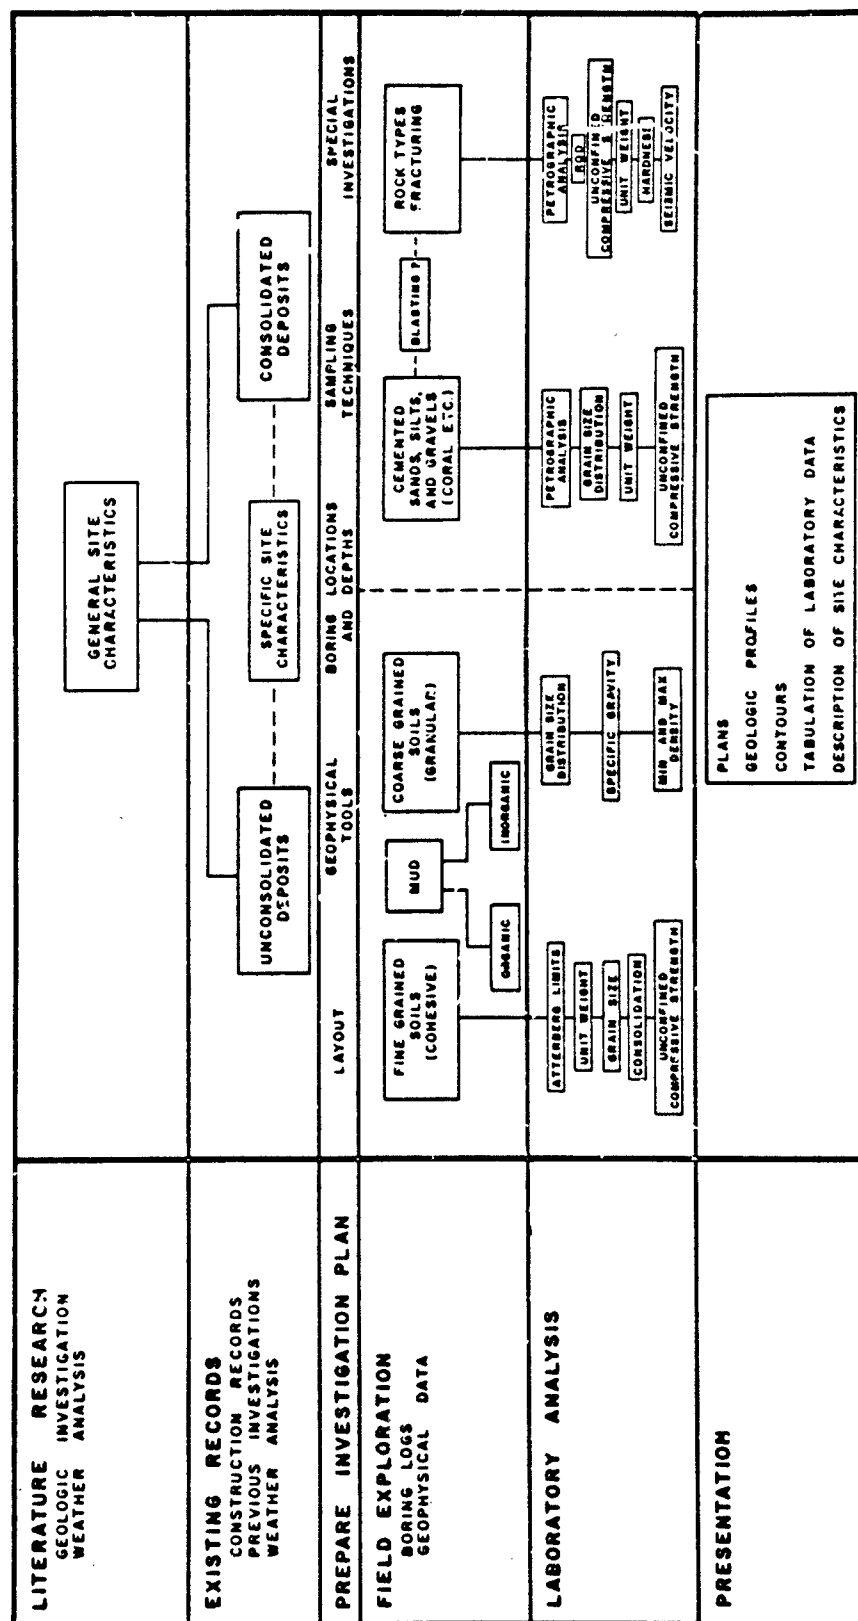 LITERATURE RESEARCH
GEOLOGIC INVESTIGATION
WEATHER ANALYSIS
GENERAL SITE
CHARACTERISTICS
EXISTING RECORDS
CONSTRUCTION RECORDS
PREVIOUS INVESTIGATIONS
WEATHER ANALYSIS
UNCONSOLIDATED
DEPOSITS
SPECIFIC SITE
CHARACTERISTICS
CONSOLIDATED
DEPOSITS
PREPARE INVESTIGATION PLAN
LAYOUT
GEOPHYSICAL
TOOLS
BORING LOCATIONS
AND DEPTHS
SAMPLING
TECHNIQUES
SPECIAL
INVESTIGATIONS
FIELD EXPLORATION
BORING LOGS
GEOPHYSICAL DATA
FINE GRAINED
SOILS
(COHESIVE)
MUD
ORGANIC
INORGANIC
COARSE GRAINED
SOILS
(GRANULAR)
CEMENTED
SANDS, SILTS,
AND GRAVELS
(CORAL ETC.)
BLASTING ?
ROCK TYPES
FRACTURING
LABORATORY ANALYSIS
ATTERBERG LIMITS
UNIT WEIGHT
GRAIN SIZE
CONSOLIDATION
UNCONFINED
COMPRESSIVE STRENGTH
GRAIN SIZE
DISTRIBUTION
SPECIFIC GRAVITY
MIN AND MAX
DENSITY
PETROGRAPHIC
ANALYSIS
GRAIN SIZE
DISTRIBUTION
UNIT WEIGHT
UNCONFINED
COMPRESSIVE STRENGTH
PETROGRAPHIC
ANALYSIS
RQD
UNCONFINED
COMPRESSIVE STRENGTH
UNIT WEIGHT
HARDNESS
SEISMIC VELOCITY
PRESENTATION
PLANS
GEOLOGIC PROFILES
CONTOURS
TABULATION OF LABORATORY DATA
DESCRIPTION OF SITE CHARACTERISTICS